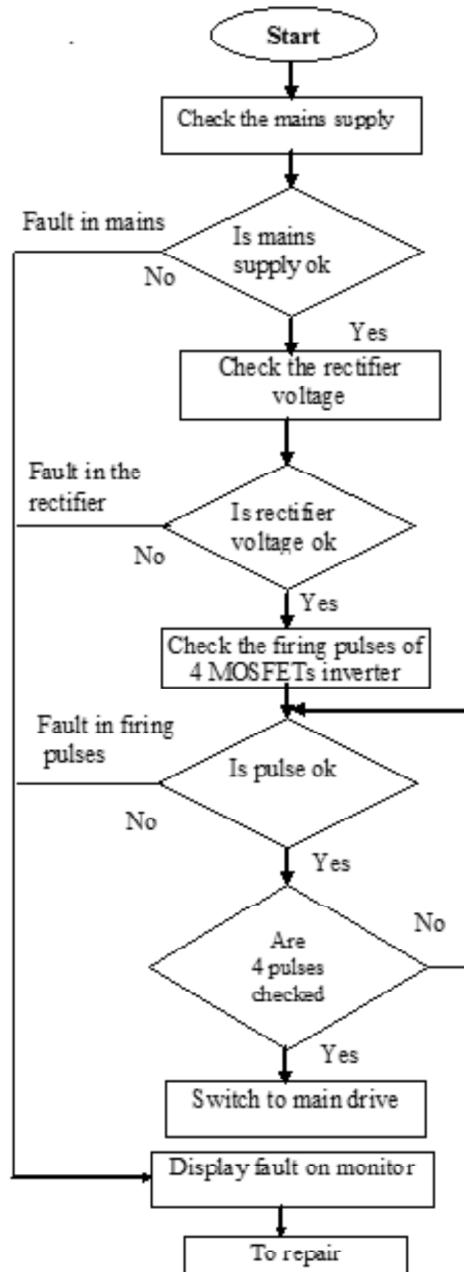 Start
Check the mains supply
Fault in mains
Is mains
supply ok
No
Yes
Check the rectifier
voltage
Fault in the
rectifier
Is rectifier
voltage ok
No
Yes
Check the firing pulses of
4 MOSFETs inverter
Fault in firing
pulses
Is pulse ok
No
Yes
Are
4 pulses
checked
No
Yes
Switch to main drive
Display fault on monitor
To repair